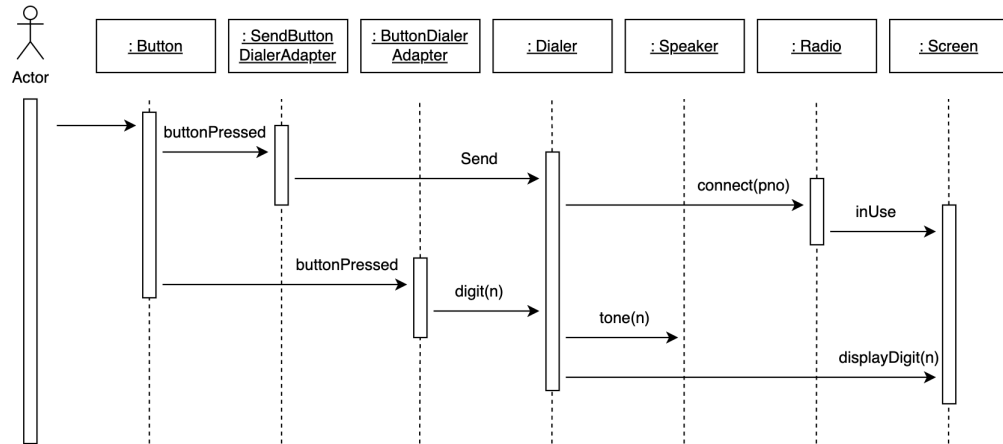 Actor
: Button
: SendButton
DialerAdapter
: ButtonDialer
Adapter
: Dialer
: Speaker
: Radio
: Screen
buttonPressed
Send
connect(pno)
inUse
buttonPressed
digit(n)
tone(n)
displayDigit(n)